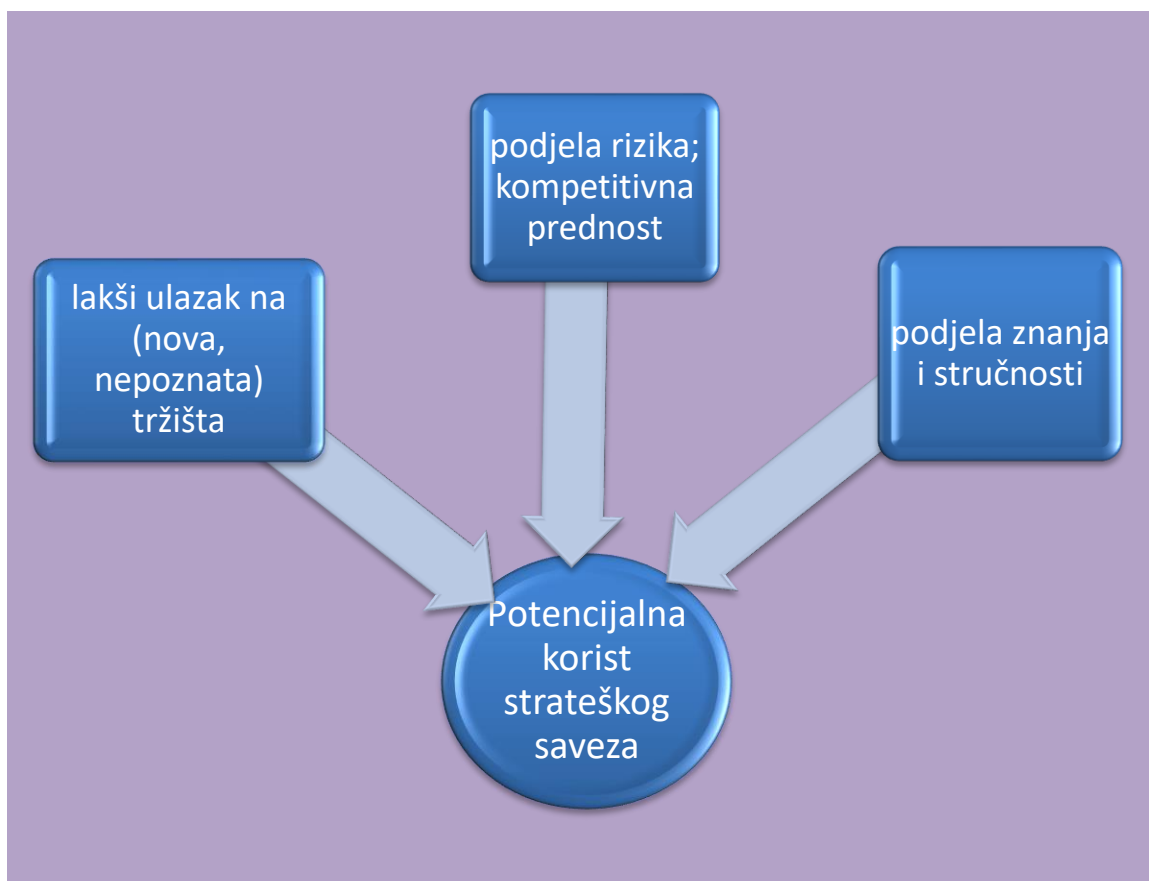 lakši ulazak na
(nova,
nepoznata)
tržišta
podjela rizika;
kompetitivna
prednost
podjela znanja
i stručnosti
Potencijalna
korist
strateškog
saveza